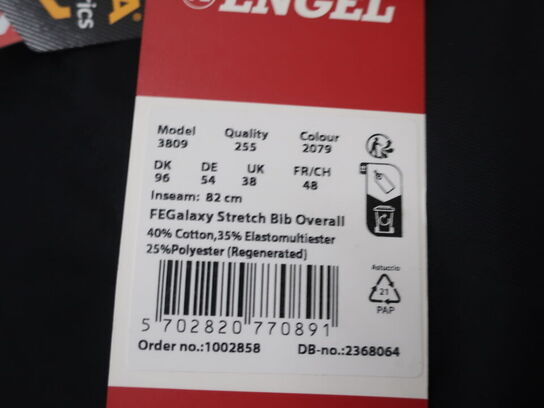 ENGEL
rics
Model Quality Colour
3809 255 2079
DK DE UK FR/CH
96 54 38 48
Inseam: 82 cm
FEGalaxy Stretch Bib Overall
40% Cotton,35% Elastomultiester
25%Polyester (Regenerated)
5 702820 770891
Astuccio
21
PAP
Order no.:1002858 DB-no.:2368064